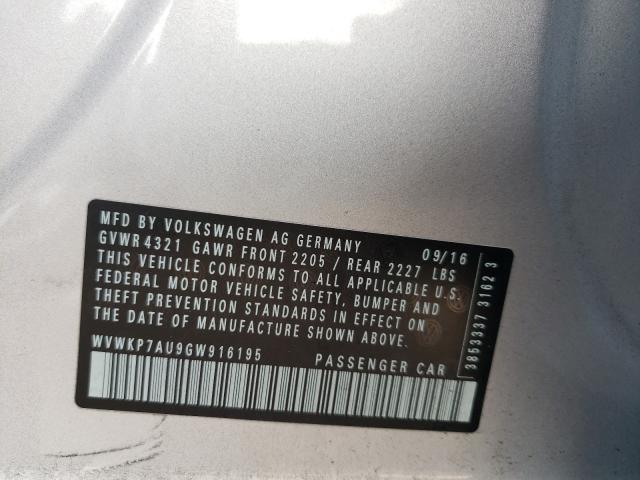 MFD BY VOLKSWAGEN AG GERMANY 09/16
GVWR 4321 GAWR FRONT 2205 / REAR 2227 LBS
THIS VEHICLE CONFORMS TO ALL APPLICABLE U.S.
FEDERAL MOTOR VEHICLE SAFETY, BUMPER AND
THEFT PREVENTION STANDARDS IN EFFECT ON
THE DATE OF MANUFACTURE SHOWN ABOVE.
WVWKP7AU9GW916195 PASSENGER CAR
3853337 3162 3